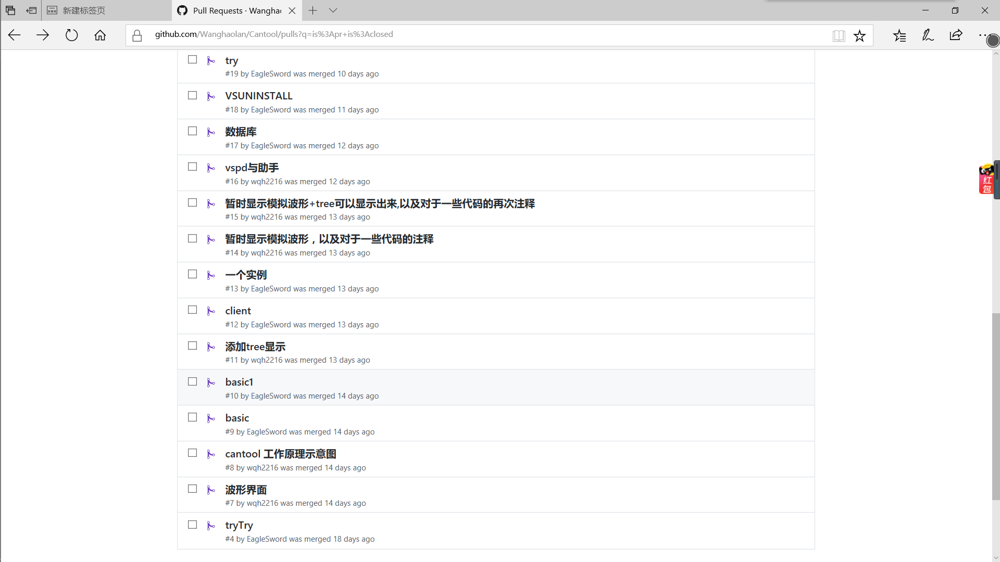 新建标签页
Pull Requests · Wanghao
github.com/Wanghaolan/Cantool/pulls?q=is%3Apr+is%3Aclosed
try
#19 by EagleSword was merged 10 days ago
VSUNINSTALL
#18 by EagleSword was merged 11 days ago
数据库
#17 by EagleSword was merged 12 days ago
vspd与助手
#16 by wqh2216 was merged 12 days ago
暂时显示模拟波形+tree可以显示出来,以及对于一些代码的再次注释
#15 by wqh2216 was merged 13 days ago
暂时显示模拟波形，以及对于一些代码的注释
#14 by wqh2216 was merged 13 days ago
一个实例
#13 by EagleSword was merged 13 days ago
client
#12 by EagleSword was merged 13 days ago
添加tree显示
#11 by wqh2216 was merged 13 days ago
basic1
#10 by EagleSword was merged 14 days ago
basic
#9 by EagleSword was merged 14 days ago
cantool 工作原理示意图
#8 by wqh2216 was merged 14 days ago
波形界面
#7 by wqh2216 was merged 14 days ago
tryTry
#4 by EagleSword was merged 18 days ago
红包